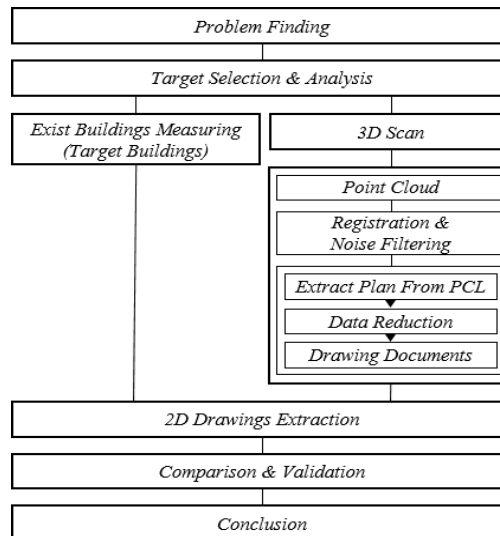 Problem Finding
Target Selection & Analysis
Exist Buildings Measuring
(Target Buildings)
3D Scan
Point Cloud
Registration &
Noise Filtering
Extract Plan From PCL
Data Reduction
Drawing Documents
2D Drawings Extraction
Comparison & Validation
Conclusion